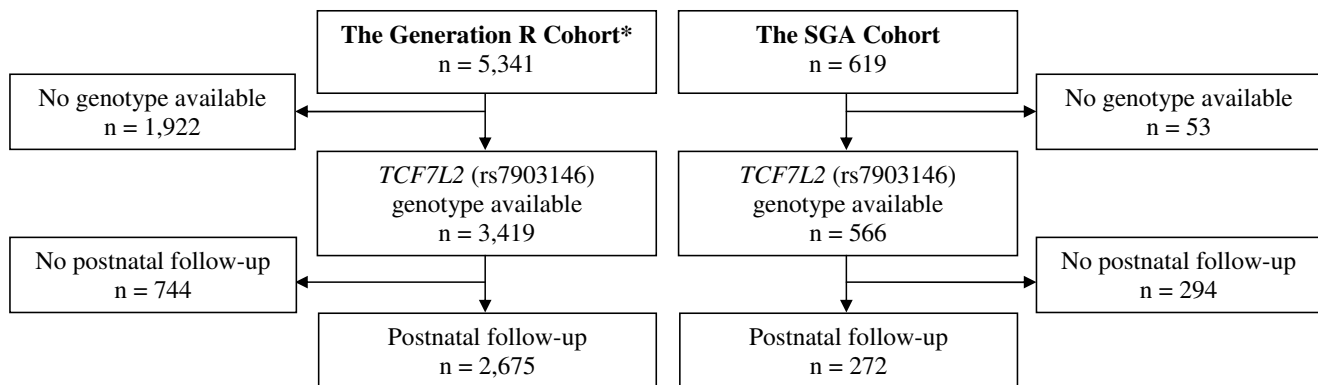 The Generation R Cohort*
n = 5,341
The SGA Cohort
n = 619
No genotype available
n = 1,922
No genotype available
n = 53
TCF7L2 (rs7903146)
genotype available
n = 3,419
TCF7L2 (rs7903146)
genotype available
n = 566
No postnatal follow-up
n = 744
No postnatal follow-up
n = 294
Postnatal follow-up
n = 2,675
Postnatal follow-up
n = 272